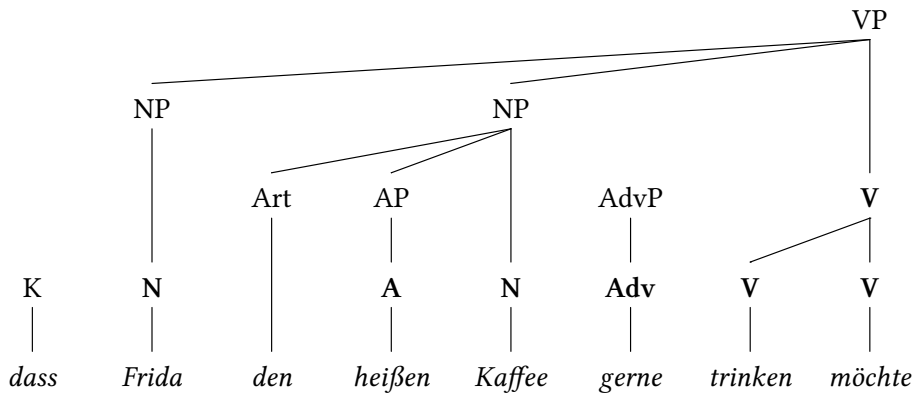 VP
NP NP
Art AP AdvP V
K N A N Adv V V
dass Frida den heißen Kaffee gerne trinken möchte